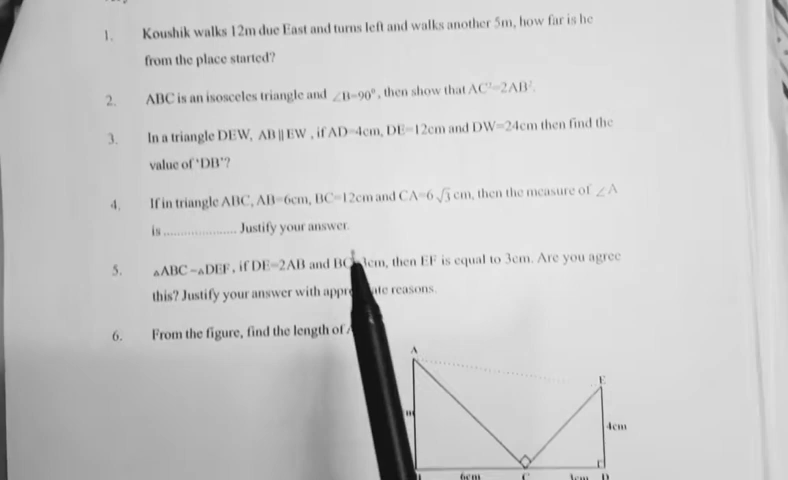 1. Koushik walks 12m due East and turns left and walks another 5m, how far is he
from the place started?
2. ABC is an isosceles triangle and ∠B=90°, then show that AC²=2AB².
3. In a triangle DEW, AB || EW , if AD=4cm, DE=12cm and DW=24cm then find the
value of 'DB'?
4. If in triangle ABC, AB=6cm, BC=12cm and CA=6√3 cm, then the measure of ∠A
is .................... Justify your answer.
5. △ABC ~ △DEF, if DE=2AB and BC=3cm, then EF is equal to 3cm. Are you agree
this? Justify your answer with reasons.
6. From the figure, find the length of
A
E
4cm
6cm C D